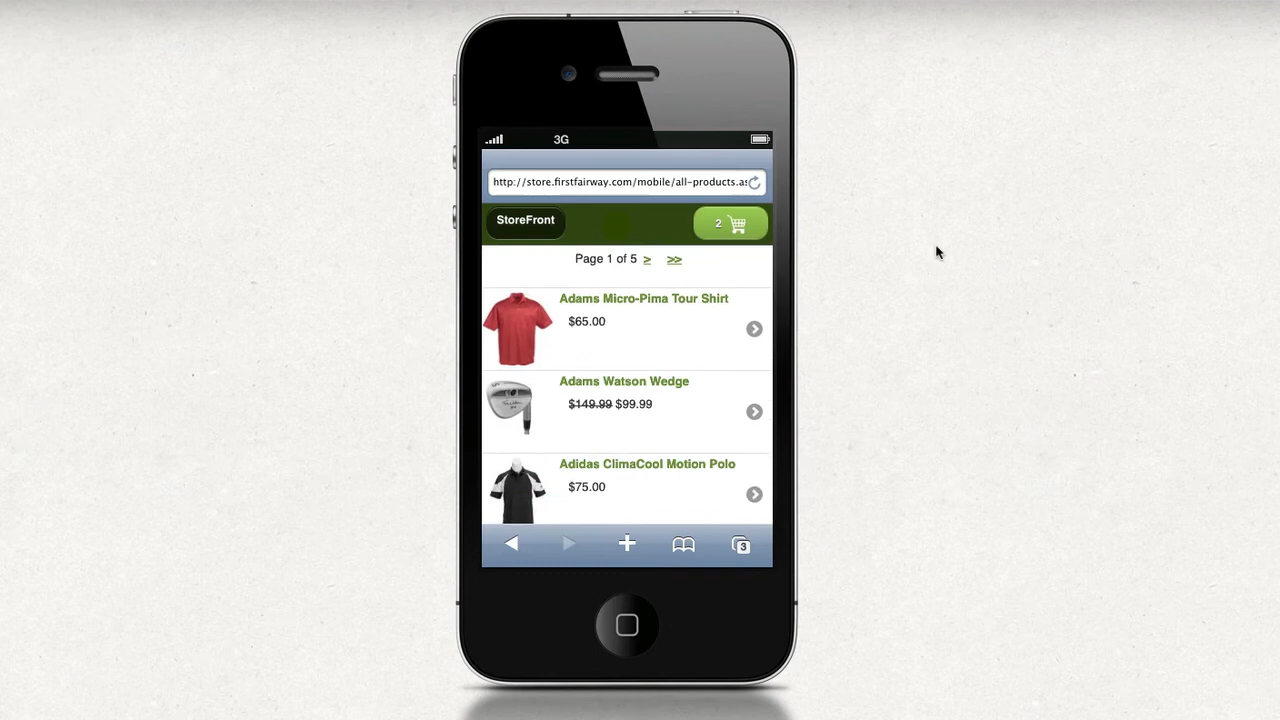 3G
http://store.firstfairway.com/mobile/all-products.as
StoreFront
2
Page 1 of 5 > >>
Adams Micro-Pima Tour Shirt
$65.00
Adams Watson Wedge
$149.99 $99.99
Adidas ClimaCool Motion Polo
$75.00
3